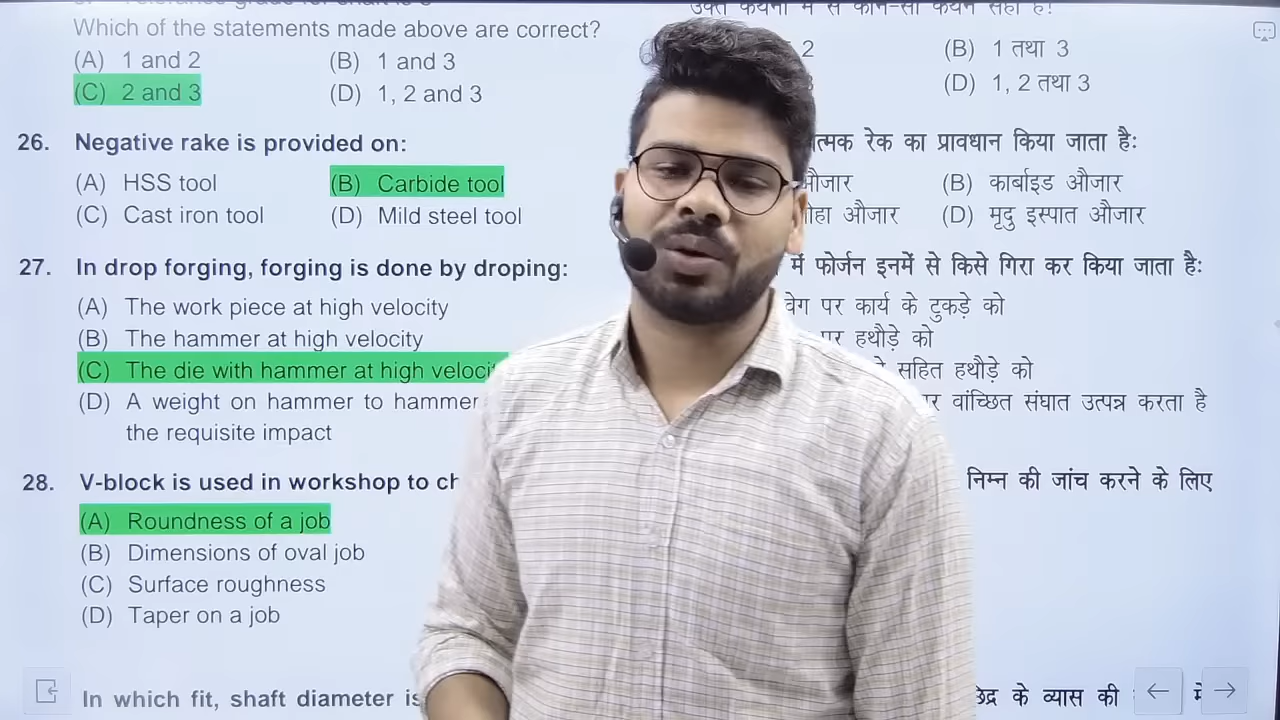 Which of the statements made above are correct?
(A) 1 and 2 (B) 1 and 3
(C) 2 and 3 (D) 1, 2 and 3
26. Negative rake is provided on:
(A) HSS tool (B) Carbide tool
(C) Cast iron tool (D) Mild steel tool
27. In drop forging, forging is done by droping:
(A) The work piece at high velocity
(B) The hammer at high velocity
(C) The die with hammer at high
(D) A weight on hammer to hammer
the requisite impact
28. V-block is used in workshop to
(A) Roundness of a job
(B) Dimensions of oval job
(C) Surface roughness
(D) Taper on a job
In which fit, shaft diameter
2 (B) 1 तथा 3
(D) 1, 2 तथा 3
रेक का प्रावधान किया जाता हैः
(B) कार्बाइड औजार
औजार (D) मृदु इस्पात औजार
में फोर्जन इनमें से किसे गिरा कर किया जाता हैः
पर कार्य के टुकड़े को
पर हथौड़े को
सहित हथौड़े को
वांच्छित संघात उत्पन्न करता है
निम्न की जांच करने के लिए
के व्यास की